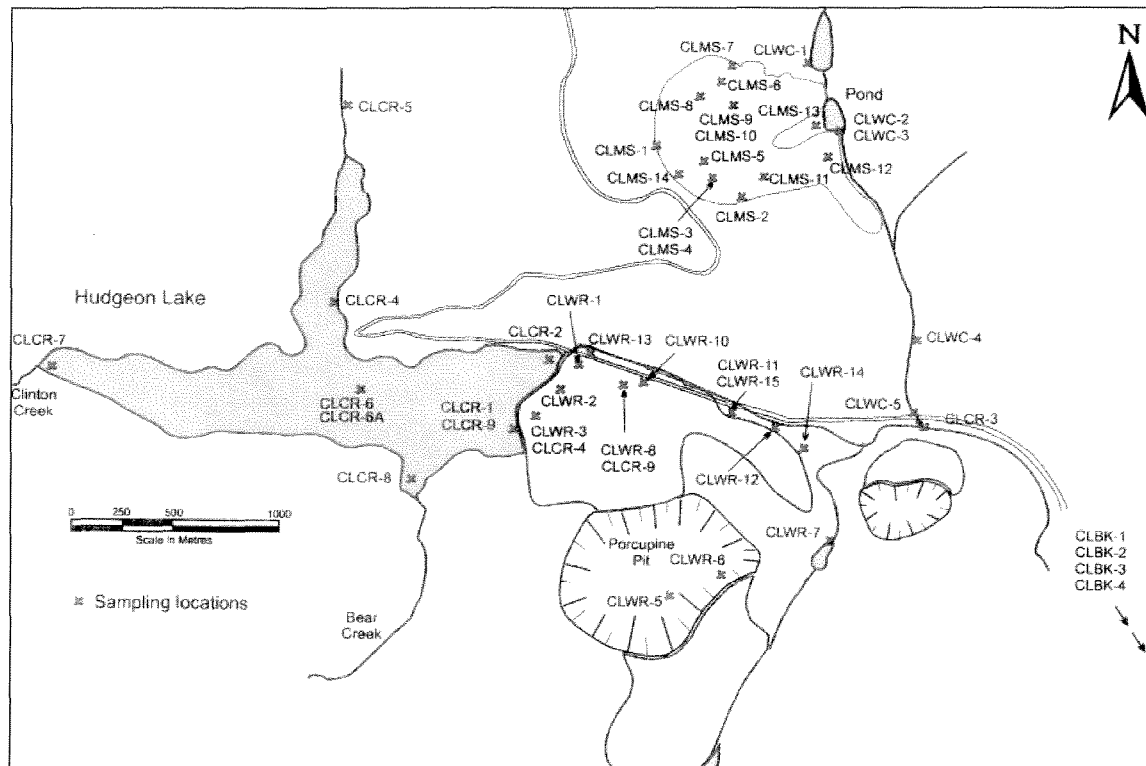 N
CLMS-7
CLWC-1
CLMS-6
CLCR-5
CLMS-8
Pond
CLMS-9
CLMS-10
CLMS-13
CLWC-2
CLWC-3
CLMS-1
CLMS-5
CLMS-14
CLMS-11
CLMS-12
CLMS-2
CLMS-3
CLMS-4
Hudgeon Lake
CLCR-4
CLWR-1
CLCR-7
CLCR-2
CLWR-13
CLWR-10
CLWC-4
CLWR-11
CLWR-15
CLWR-14
Clinton
Creek
CLCR-6
CLCR-6A
CLCR-1
CLCR-9
CLWR-2
CLWR-3
CLCR-4
CLWC-5
CLCR-3
CLWR-8
CLCR-9
CLWR-12
CLCR-8
0 250 500 1000
Scale in Metres
Porcupine
Pit
CLWR-6
CLWR-7
CLWR-5
CLBK-1
CLBK-2
CLBK-3
CLBK-4
Sampling locations
Bear
Creek